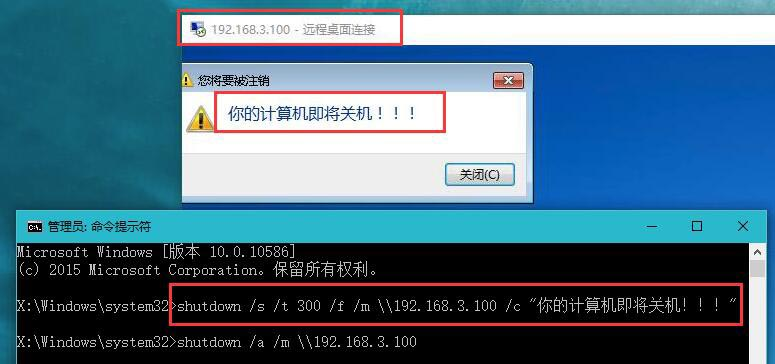 192.168.3.100 - 远程桌面连接
您将要被注销
你的计算机即将关机！！！
关闭(C)
管理员: 命令提示符
Microsoft Windows [版本 10.0.10586]
(c) 2015 Microsoft Corporation。保留所有权利。
X:\Windows\system32>shutdown /s /t 300 /f /m \\192.168.3.100 /c "你的计算机即将关机！！！"
X:\Windows\system32>shutdown /a /m \\192.168.3.100